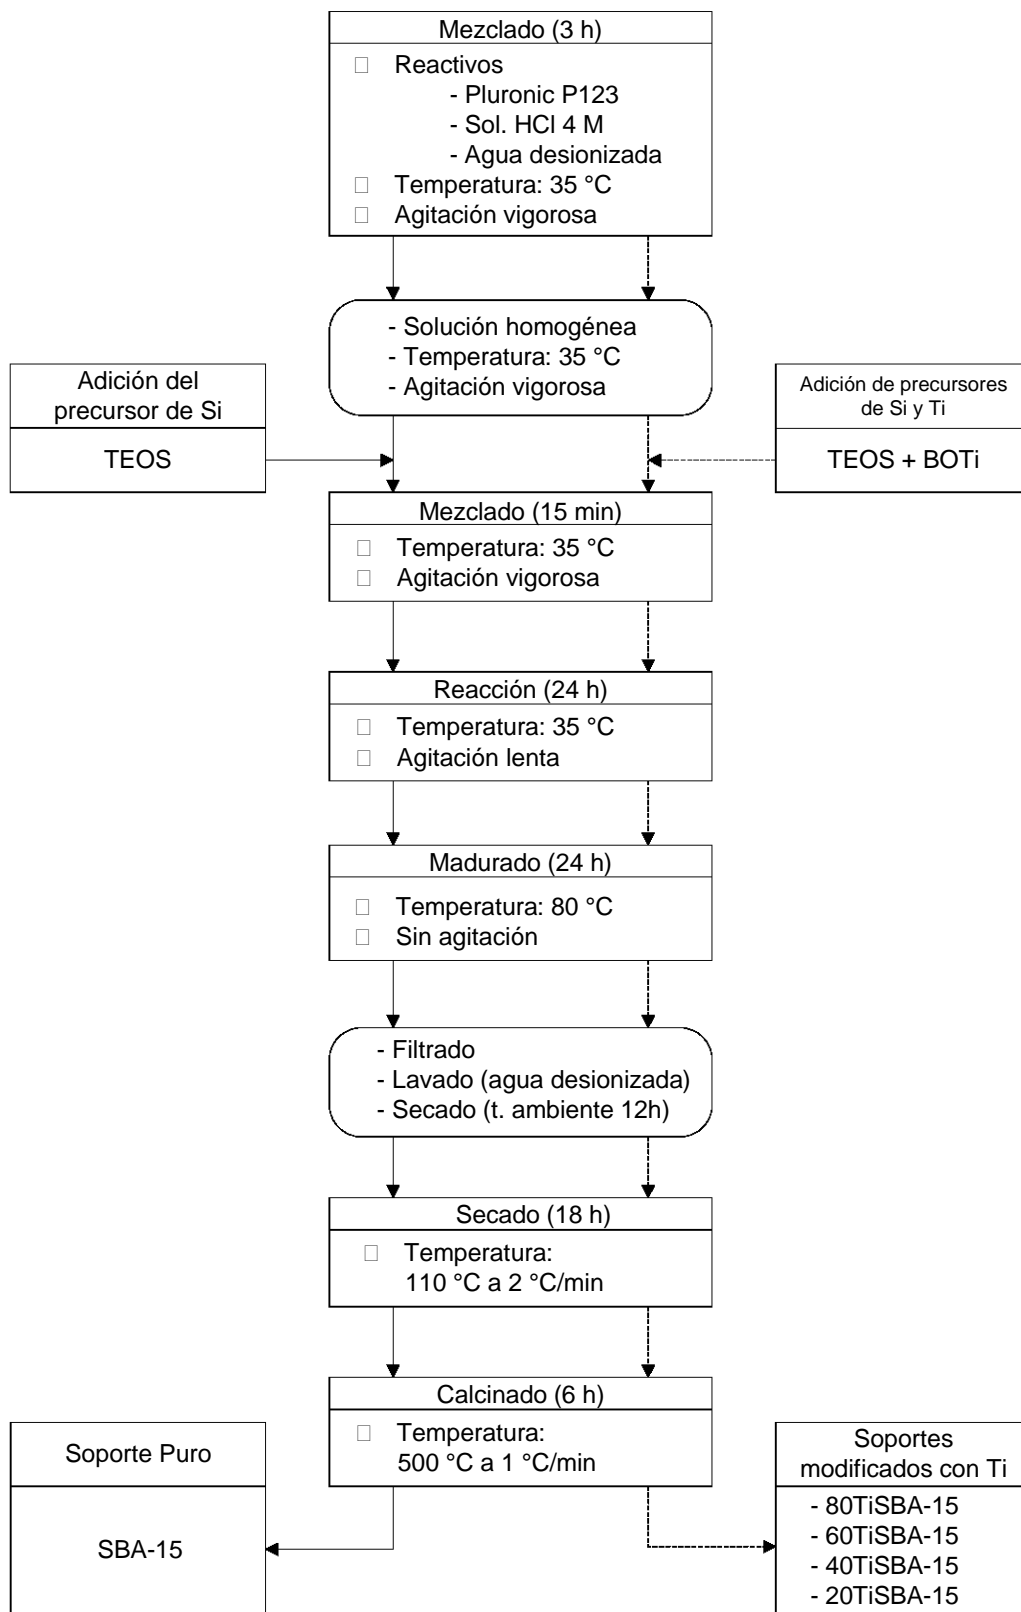 Mezclado (3 h)
Reactivos
- Pluronic P123
- Sol. HCl 4 M
- Agua desionizada
Temperatura: 35 °C
Agitación vigorosa
- Solución homogénea
- Temperatura: 35 °C
- Agitación vigorosa
Adición del
precursor de Si
TEOS
Adición de precursores
de Si y Ti
TEOS + BOTi
Mezclado (15 min)
Temperatura: 35 °C
Agitación vigorosa
Reacción (24 h)
Temperatura: 35 °C
Agitación lenta
Madurado (24 h)
Temperatura: 80 °C
Sin agitación
- Filtrado
- Lavado (agua desionizada)
- Secado (t. ambiente 12h)
Secado (18 h)
Temperatura:
110 °C a 2 °C/min
Calcinado (6 h)
Temperatura:
500 °C a 1 °C/min
Soporte Puro
SBA-15
Soportes
modificados con Ti
- 80TiSBA-15
- 60TiSBA-15
- 40TiSBA-15
- 20TiSBA-15